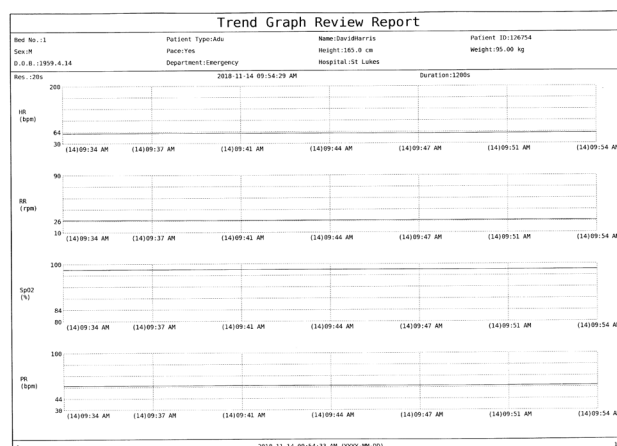 Trend Graph Review Report
Bed No.:1 Patient Type:Adu Name:DavidHarris Patient ID:126754
Sex:M Pace:Yes Height:165.0 cm Weight:95.00 kg
D.O.B.:1959.4.14 Department:Emergency Hospital:St Lukes
Res.:20s 2018-11-14 09:54:29 AM Duration:1200s
200
HR
(bpm)
64
30
(14)09:34 AM (14)09:37 AM (14)09:41 AM (14)09:44 AM (14)09:47 AM (14)09:51 AM (14)09:54 AM
90
RR
(rpm)
26
10
(14)09:34 AM (14)09:37 AM (14)09:41 AM (14)09:44 AM (14)09:47 AM (14)09:51 AM (14)09:54 AM
100
SpO2
(%)
84
80
(14)09:34 AM (14)09:37 AM (14)09:41 AM (14)09:44 AM (14)09:47 AM (14)09:51 AM (14)09:54 AM
100
PR
(bpm)
44
30
(14)09:34 AM (14)09:37 AM (14)09:41 AM (14)09:44 AM (14)09:47 AM (14)09:51 AM (14)09:54 AM